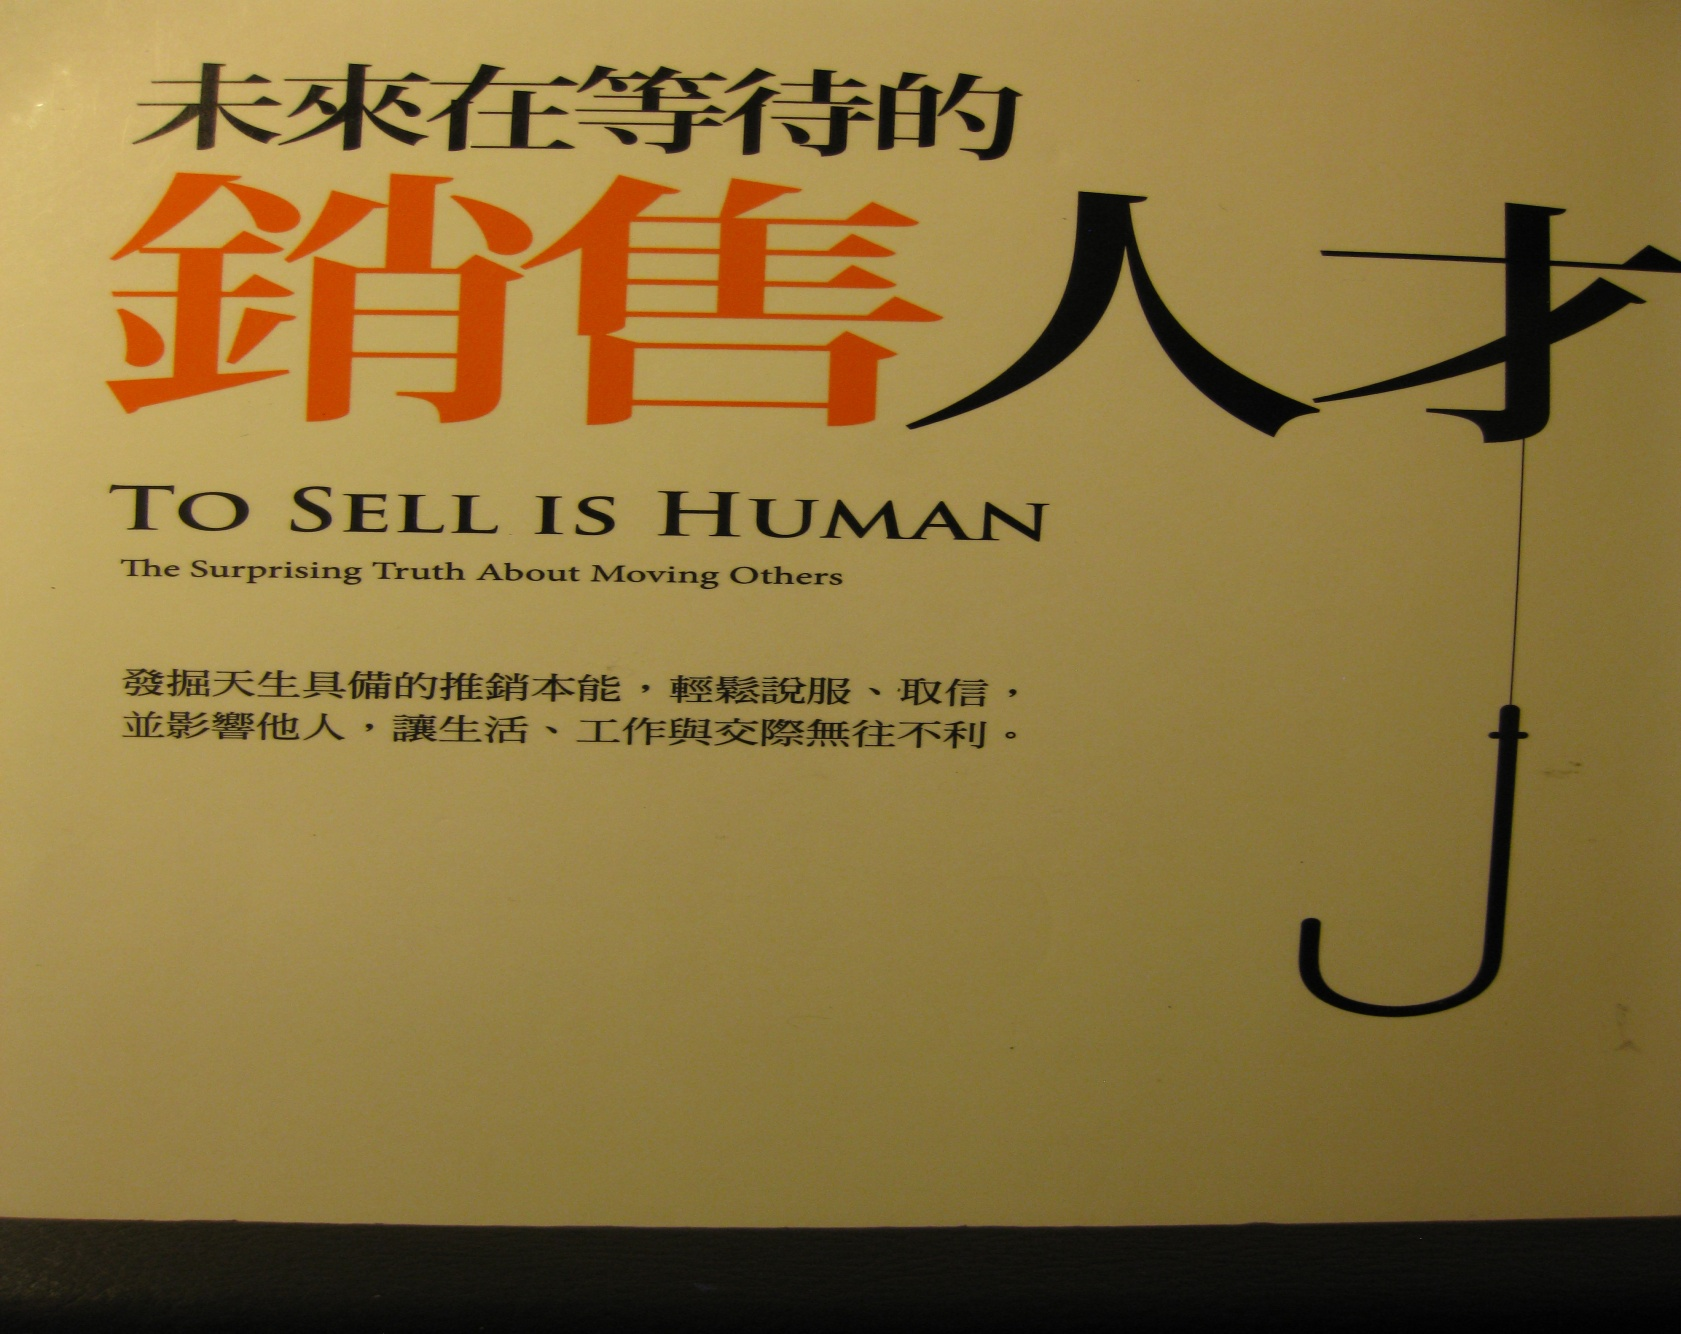 未來在等待的
銷售人才
TO SELL IS HUMAN
The Surprising Truth About Moving Others
發掘天生具備的推銷本能，輕鬆說服、取信，
並影響他人，讓生活、工作與交際無往不利。